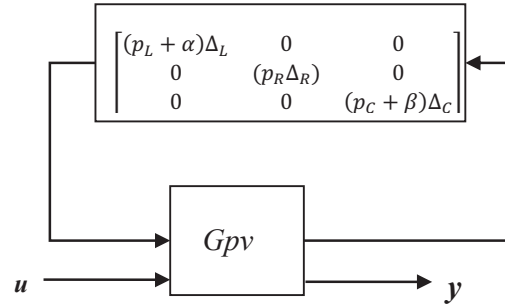 (p_L + α)Δ_L 0 0
0 (p_RΔ_R) 0
0 0 (p_C + β)Δ_C
Gpv
u
y